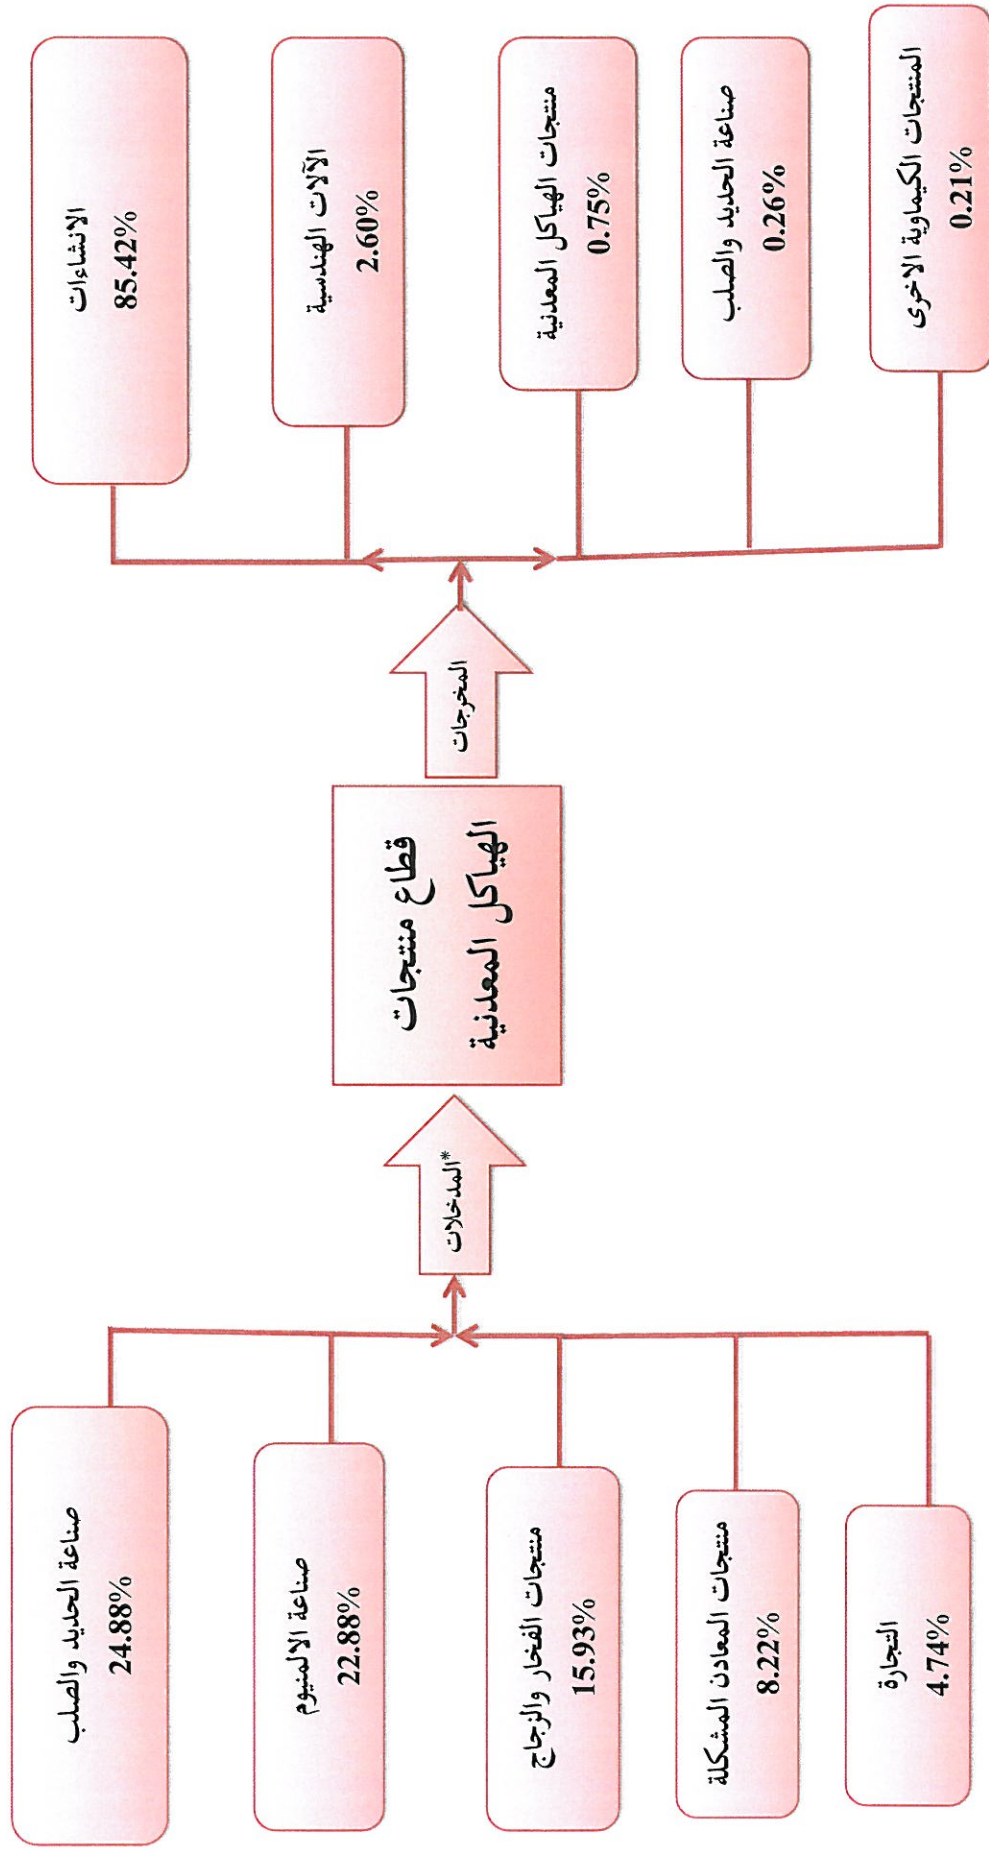 صناعة الحديد والصلب
24.88%
صناعة الالمنيوم
22.88%
منتجات الفخار والزجاج
15.93%
منتجات المعادن المشكلة
8.22%
التجارة
4.74%
المدخلات*
قطاع منتجات
الهياكل المعدنية
المخرجات
الانشاءات
85.42%
الآلات الهندسية
2.60%
منتجات الهياكل المعدنية
0.75%
صناعة الحديد والصلب
0.26%
المنتجات الكيماوية الاخرى
0.21%